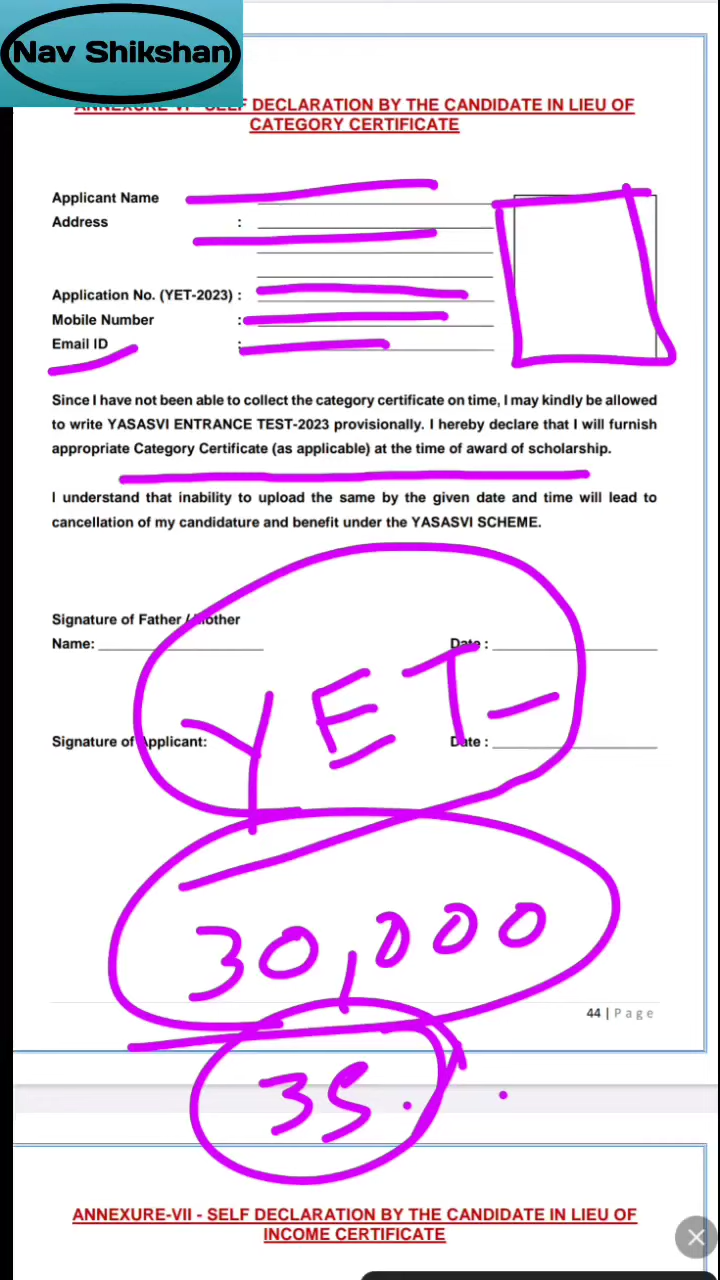 Nav Shikshan
ANNEXURE-VI - SELF DECLARATION BY THE CANDIDATE IN LIEU OF
CATEGORY CERTIFICATE
Applicant Name
Address :
Application No. (YET-2023) :
Mobile Number :
Email ID :
Since I have not been able to collect the category certificate on time, I may kindly be allowed
to write YASASVI ENTRANCE TEST-2023 provisionally. I hereby declare that I will furnish
appropriate Category Certificate (as applicable) at the time of award of scholarship.
I understand that inability to upload the same by the given date and time will lead to
cancellation of my candidature and benefit under the YASASVI SCHEME.
Signature of Father / Mother
Name: Date :
YET-
Signature of Applicant: Date :
30,000
44 | Page
35
ANNEXURE-VII - SELF DECLARATION BY THE CANDIDATE IN LIEU OF
INCOME CERTIFICATE